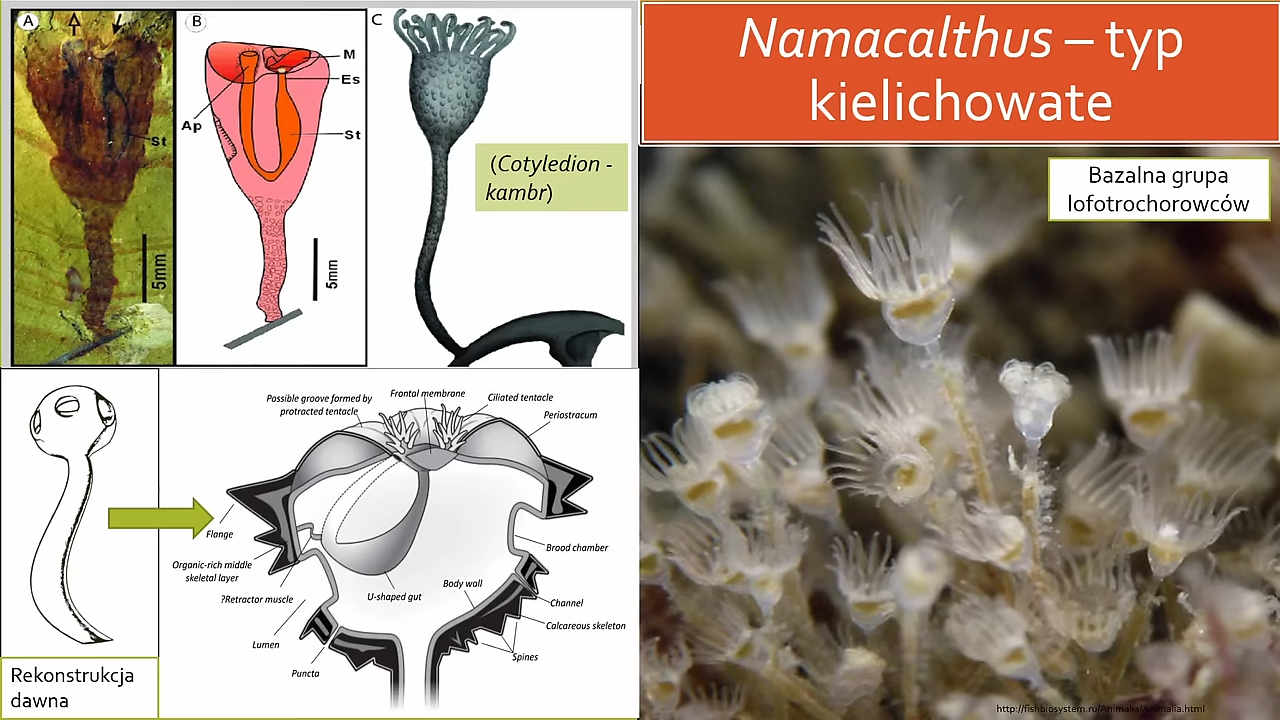 Namacalthus – typ
kielichowate
A
B
C
M
Es
Ap
St
St
5mm
5mm
(Cotyledion -
kambr)
Bazalna grupa
lofotrochorowców
Possible groove formed by
protracted tentacle
Frontal membrane
Ciliated tentacle
Periostracum
Flange
Organic-rich middle
skeletal layer
?Retractor muscle
Lumen
Puncta
U-shaped gut
Body wall
Brood chamber
Channel
Calcareous skeleton
Spines
Rekonstrukcja
dawna
http://fishbiosystem.ru/Animalia/Animalia.html